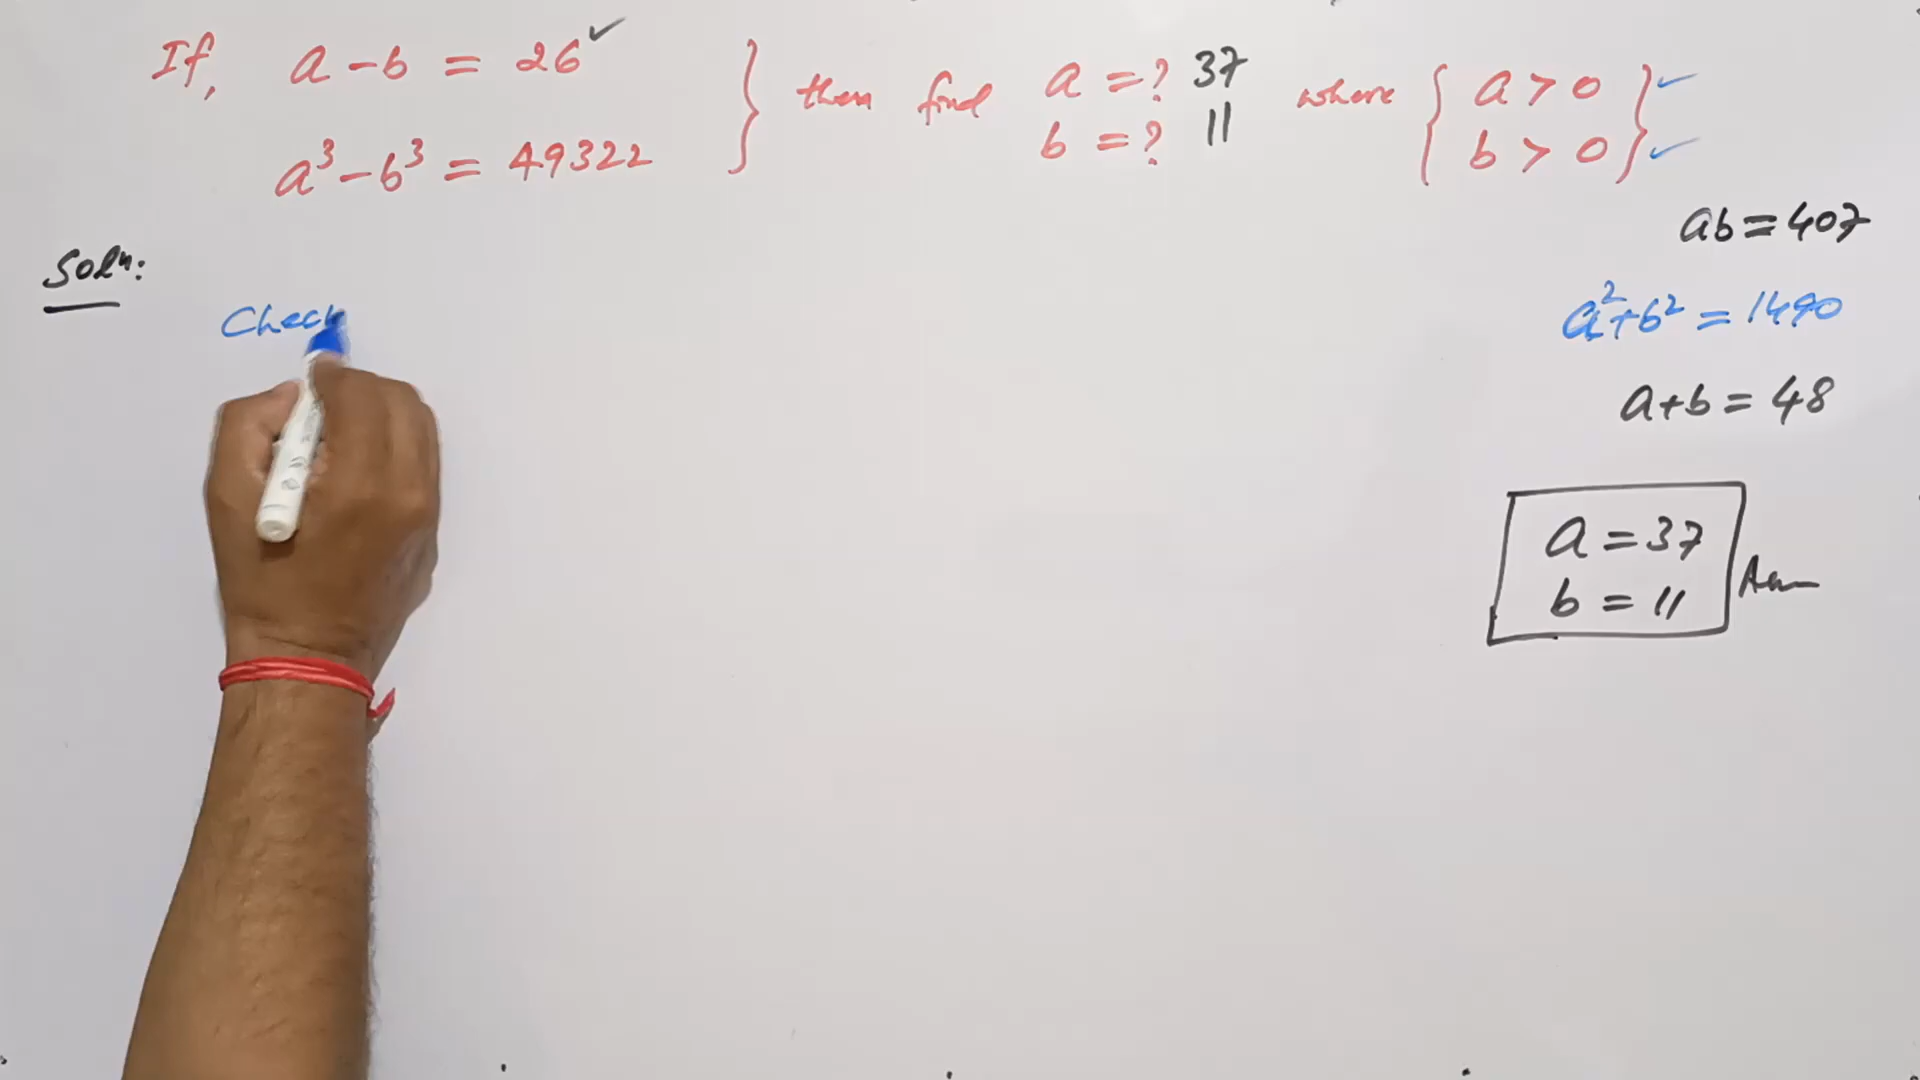 If, a - b = 26 ✓
a³ - b³ = 49322
} then find a = ? 37
b = ? 11
where { a > 0 } ✓
{ b > 0 } ✓
ab = 407
Solⁿ:
Check
a² + b² = 1490
a + b = 48
a = 37
b = 11
Ans